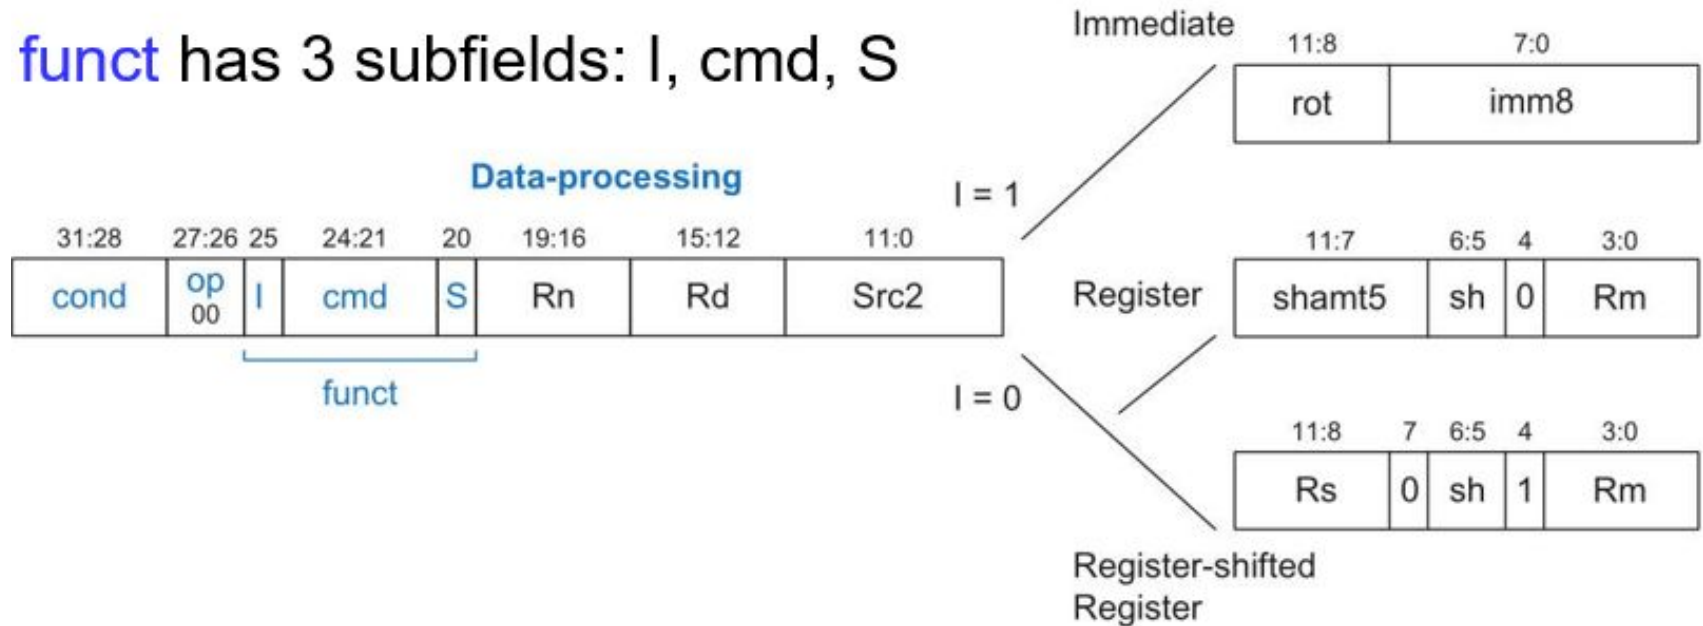 funct has 3 subfields: I, cmd, S
Data-processing
31:28 27:26 25 24:21 20 19:16 15:12 11:0
cond op 00 I cmd S Rn Rd Src2
funct
I = 1
I = 0
Immediate
11:8 7:0
rot imm8
Register
11:7 6:5 4 3:0
shamt5 sh 0 Rm
11:8 7 6:5 4 3:0
Rs 0 sh 1 Rm
Register-shifted
Register